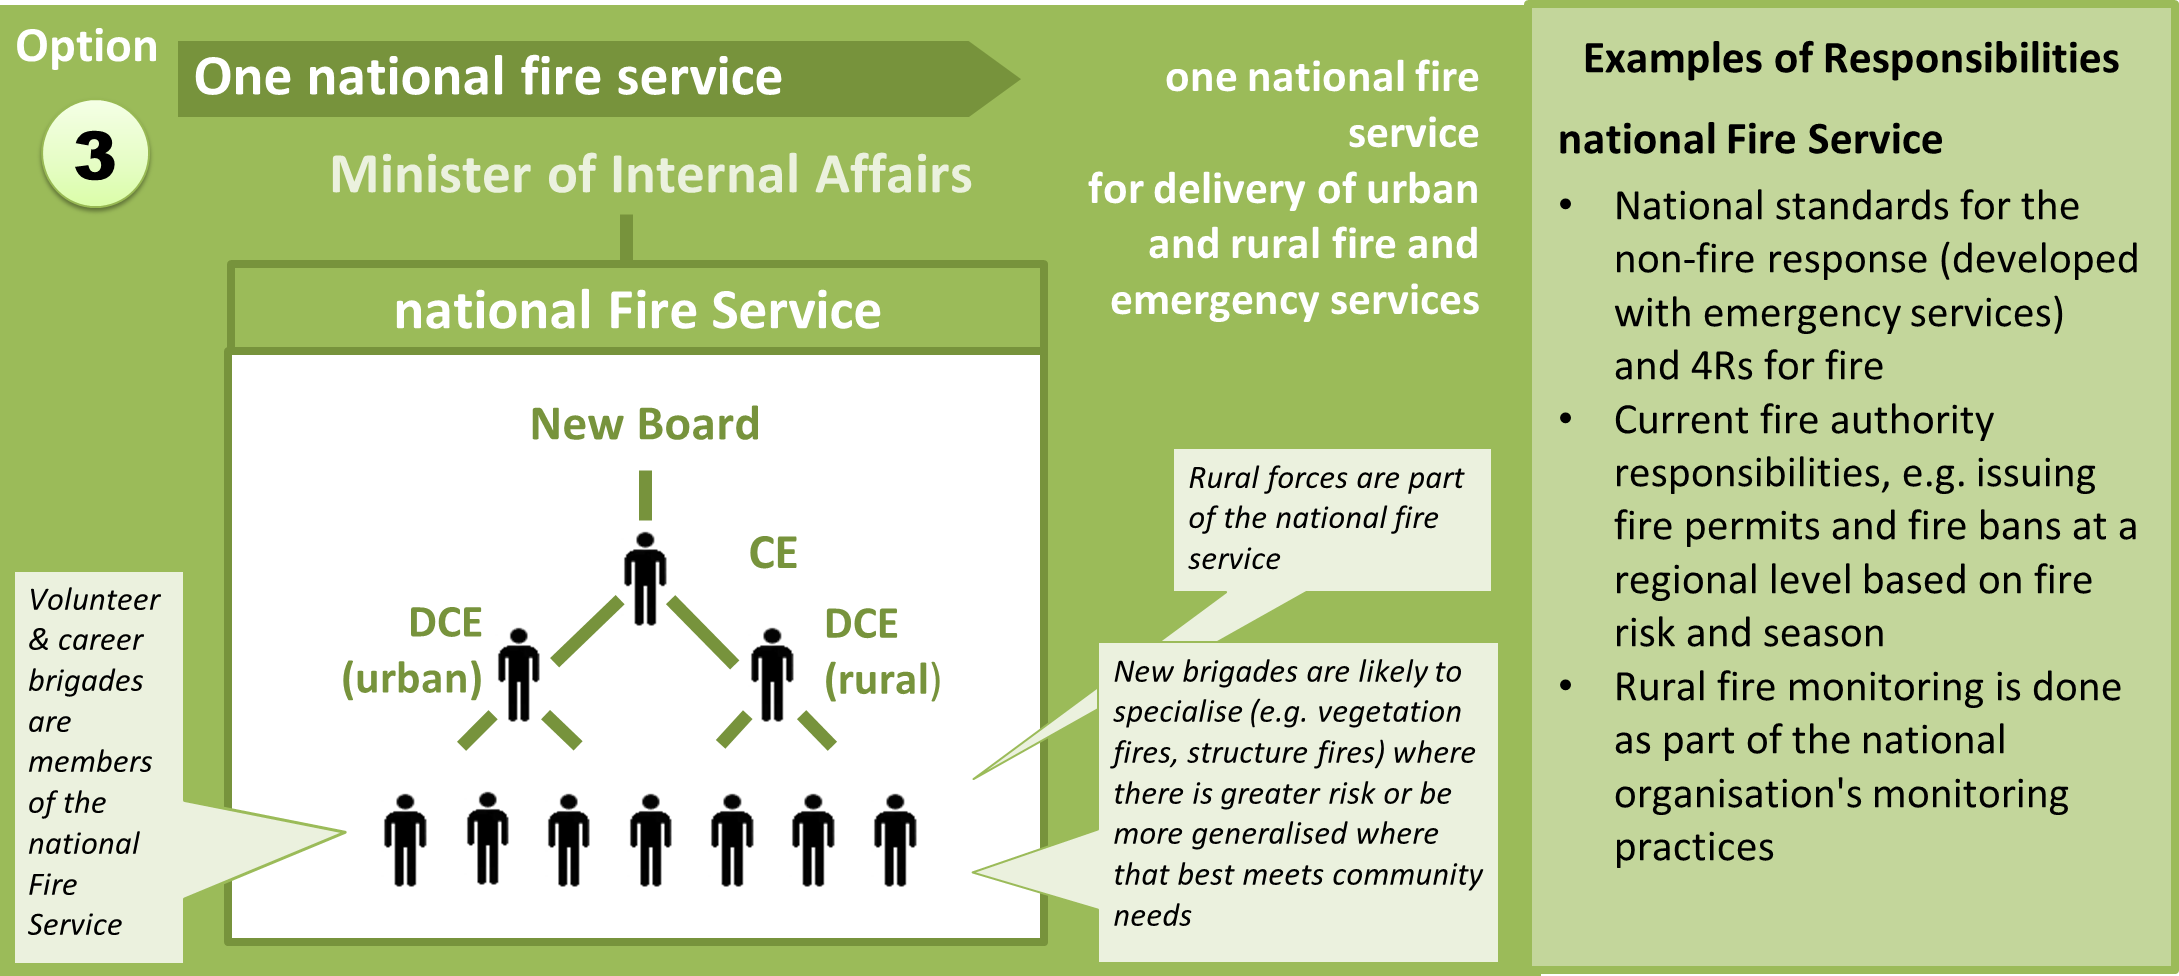 Option
3
One national fire service
Minister of Internal Affairs
one national fire
service
for delivery of urban
and rural fire and
emergency services
national Fire Service
New Board
CE
DCE
(urban)
DCE
(rural)
Volunteer
& career
brigades
are
members
of the
national
Fire
Service
Rural forces are part
of the national fire
service
New brigades are likely to
specialise (e.g. vegetation
fires, structure fires) where
there is greater risk or be
more generalised where
that best meets community
needs
Examples of Responsibilities
national Fire Service
• National standards for the
non-fire response (developed
with emergency services)
and 4Rs for fire
• Current fire authority
responsibilities, e.g. issuing
fire permits and fire bans at a
regional level based on fire
risk and season
• Rural fire monitoring is done
as part of the national
organisation's monitoring
practices